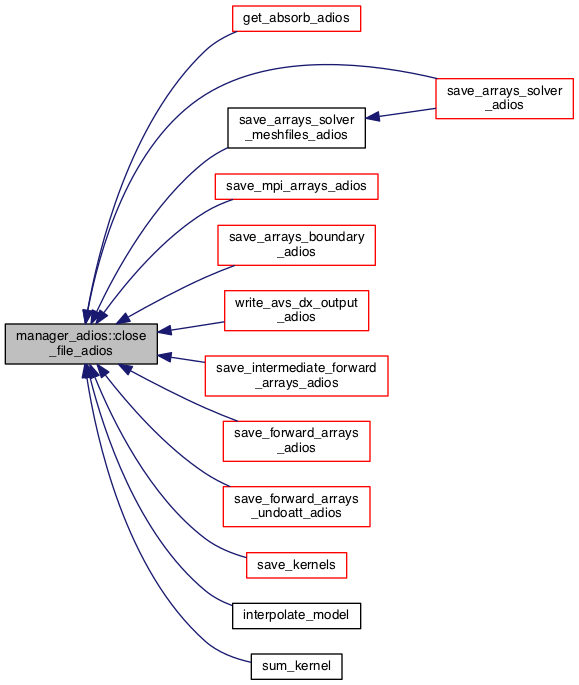 get_absorb_adios
save_arrays_solver
_adios
save_arrays_solver
_meshfiles_adios
save_mpi_arrays_adios
save_arrays_boundary
_adios
write_avs_dx_output
_adios
manager_adios::close
_file_adios
save_intermediate_forward
_arrays_adios
save_forward_arrays
_adios
save_forward_arrays
_undoatt_adios
save_kernels
interpolate_model
sum_kernel